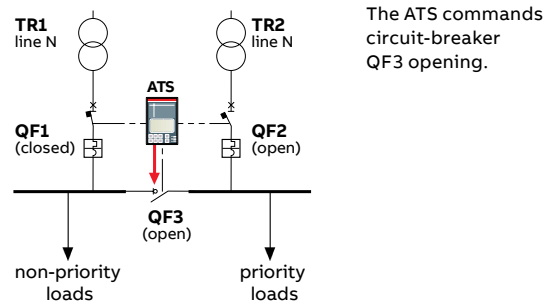 TR1
line N
TR2
line N
The ATS commands
circuit-breaker
QF3 opening.
ATS
QF1
(closed)
QF2
(open)
QF3
(open)
non-priority
loads
priority
loads